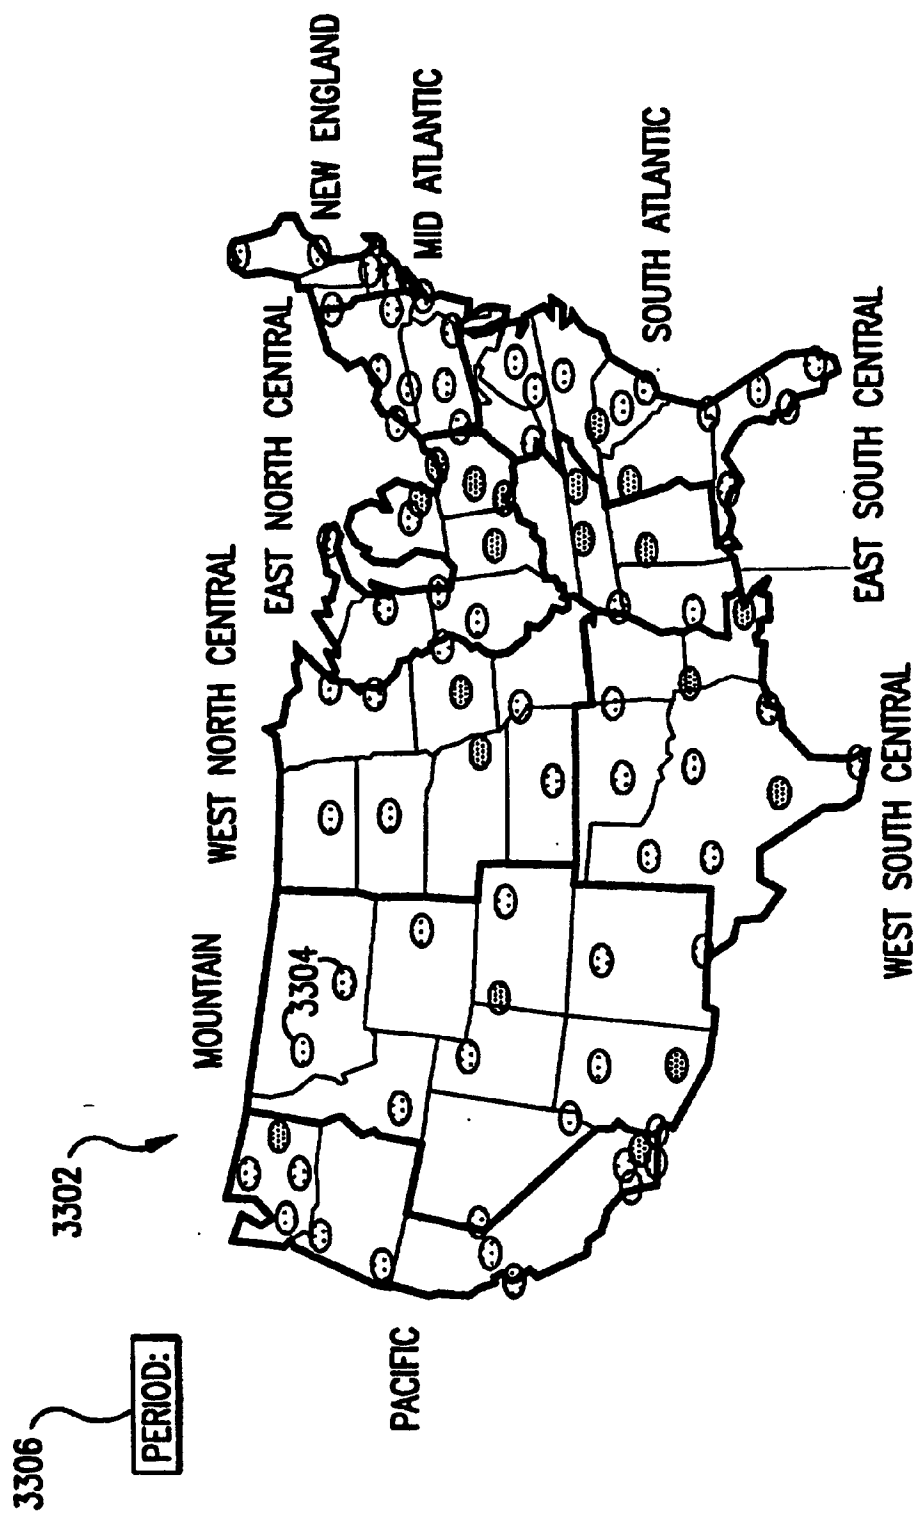 3306
PERIOD:
3302
PACIFIC
MOUNTAIN
3304
WEST NORTH CENTRAL
EAST NORTH CENTRAL
NEW ENGLAND
MID ATLANTIC
SOUTH ATLANTIC
EAST SOUTH CENTRAL
WEST SOUTH CENTRAL